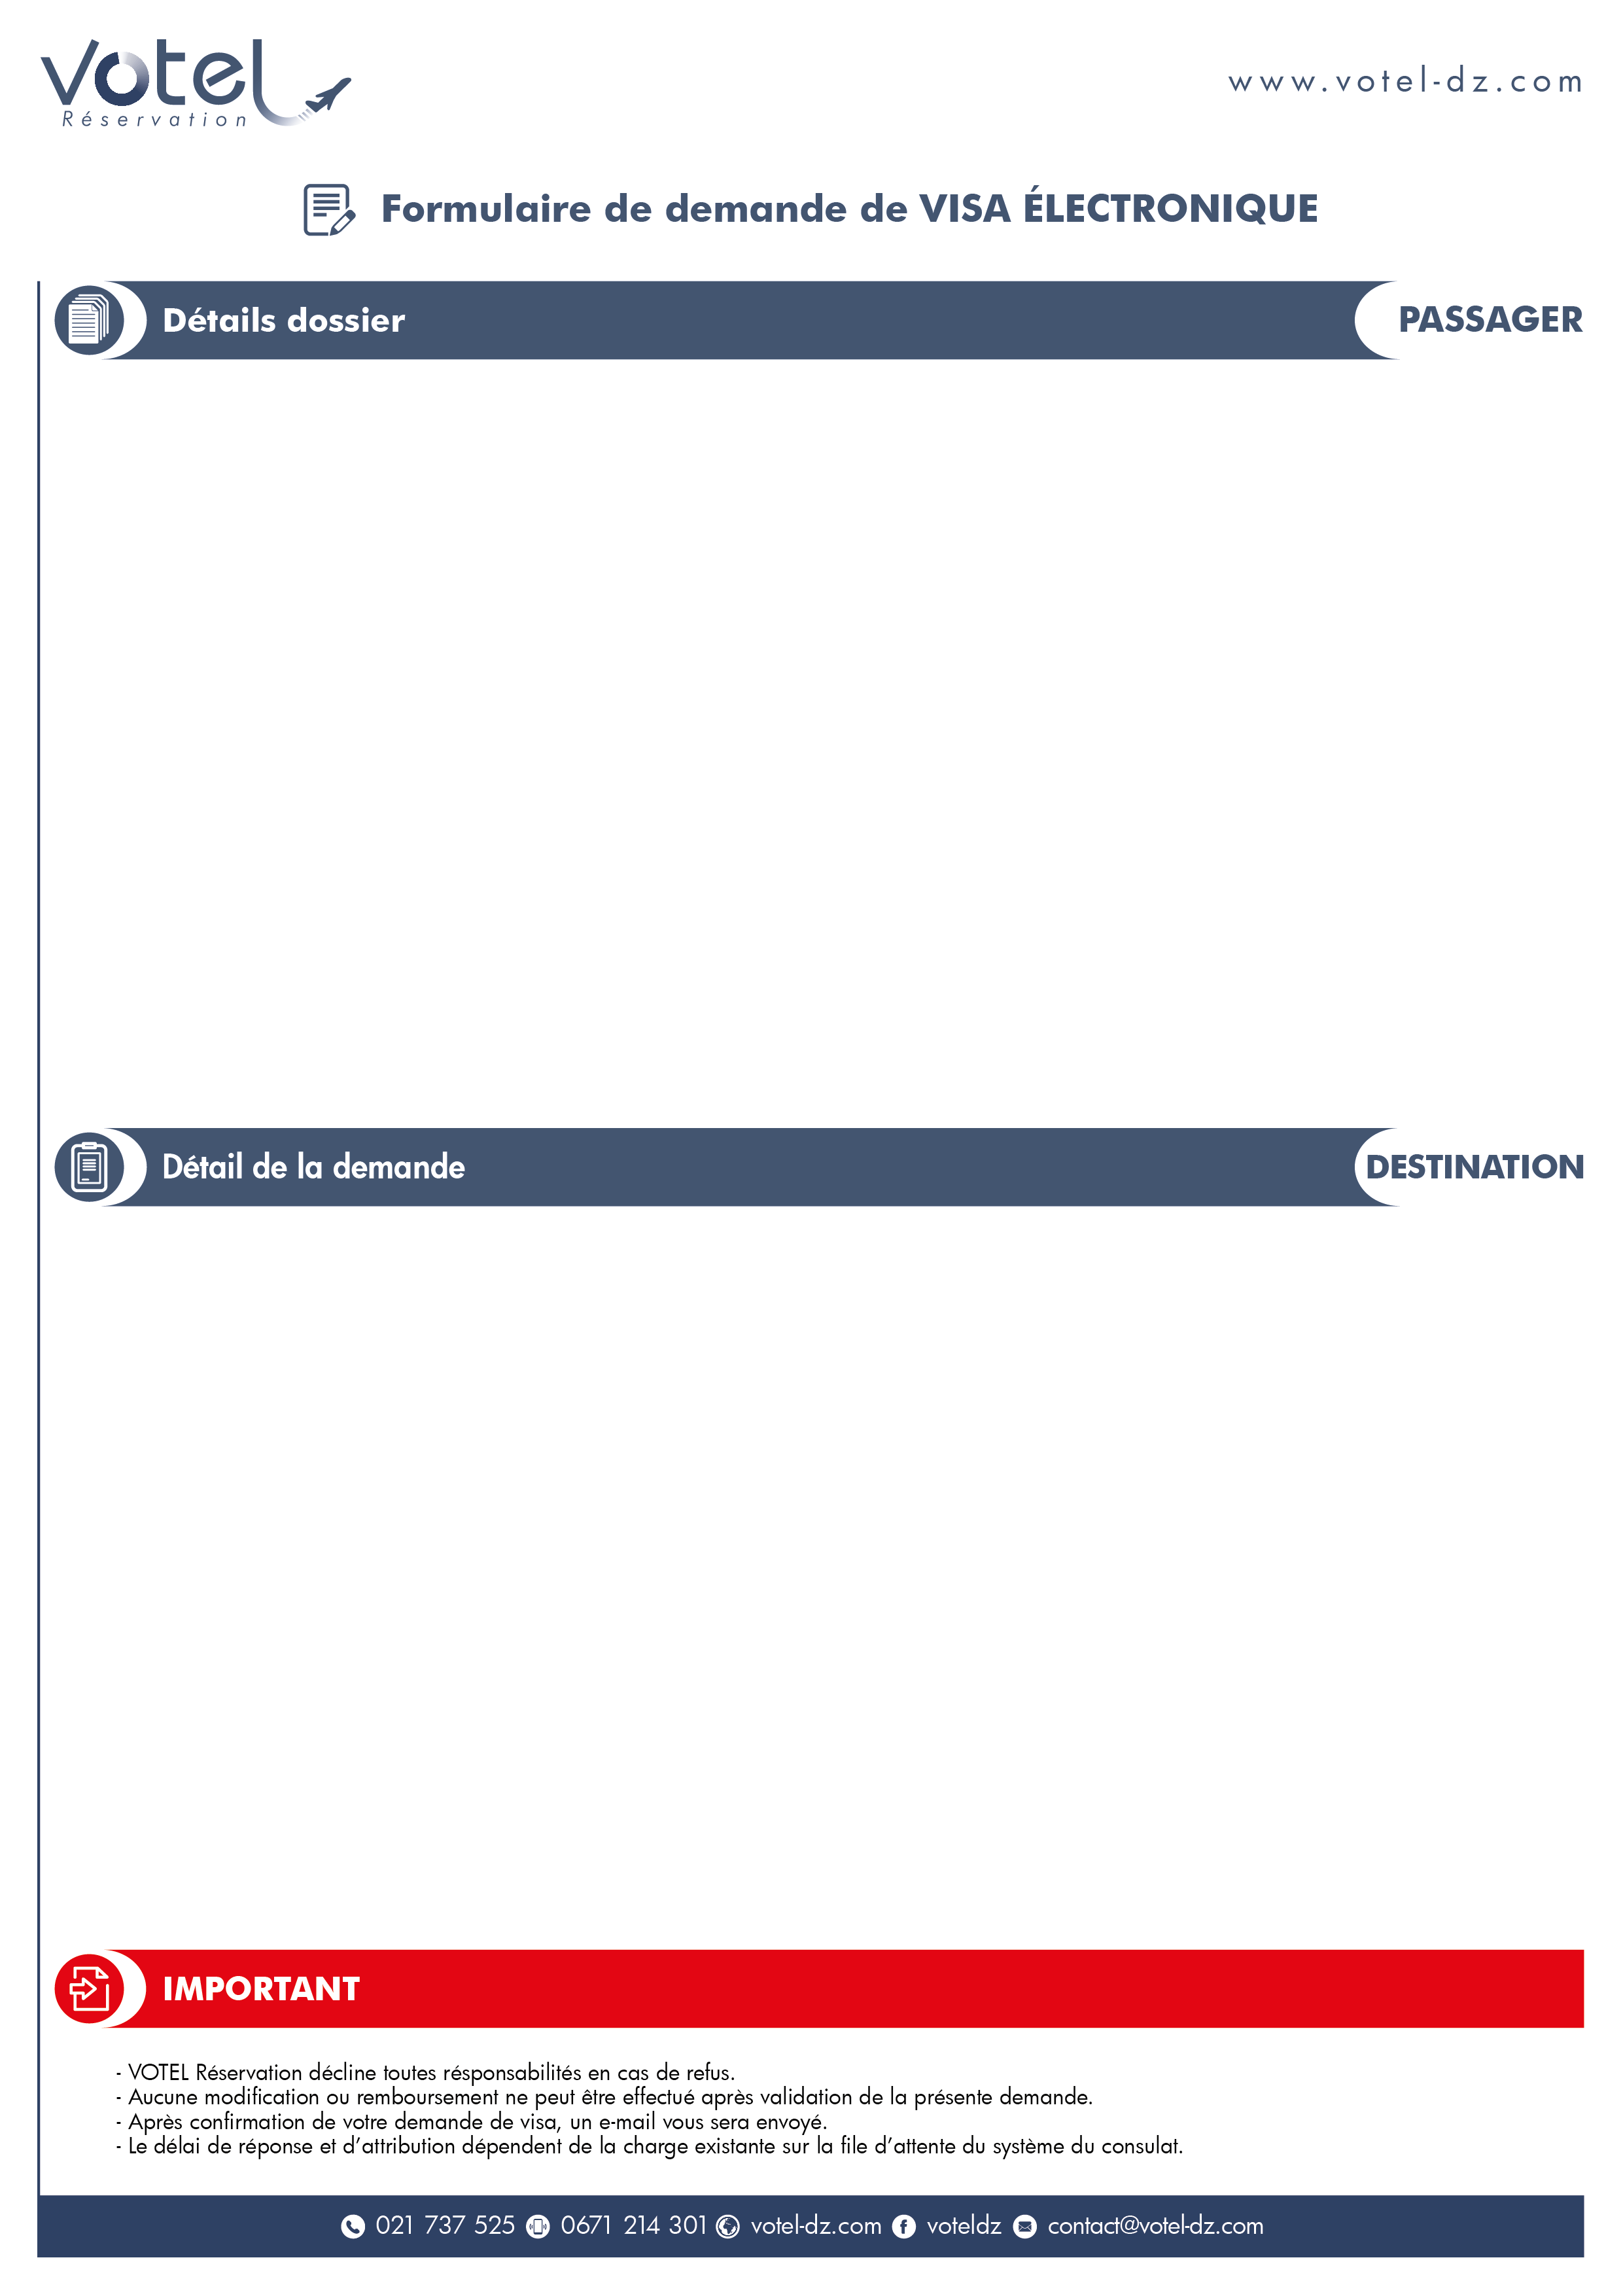 votel
Réservation
www.votel-dz.com
Formulaire de demande de VISA ÉLECTRONIQUE
Détails dossier
PASSAGER
Détail de la demande
DESTINATION
IMPORTANT
- VOTEL Réservation décline toutes résponsabilités en cas de refus.
- Aucune modification ou remboursement ne peut être effectué après validation de la présente demande.
- Après confirmation de votre demande de visa, un e-mail vous sera envoyé.
- Le délai de réponse et d’attribution dépendent de la charge existante sur la file d’attente du système du consulat.
021 737 525 0671 214 301 votel-dz.com voteldz contact@votel-dz.com